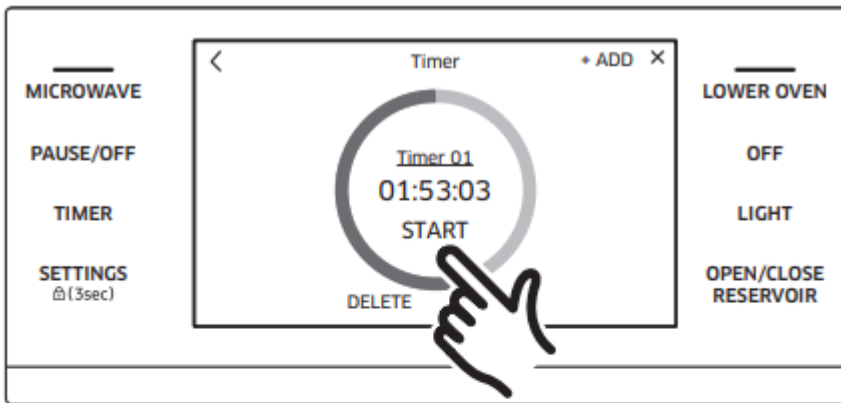 MICROWAVE
PAUSE/OFF
TIMER
SETTINGS
(3sec)
Timer
+ ADD ×
Timer 01
01:53:03
START
DELETE
LOWER OVEN
OFF
LIGHT
OPEN/CLOSE
RESERVOIR